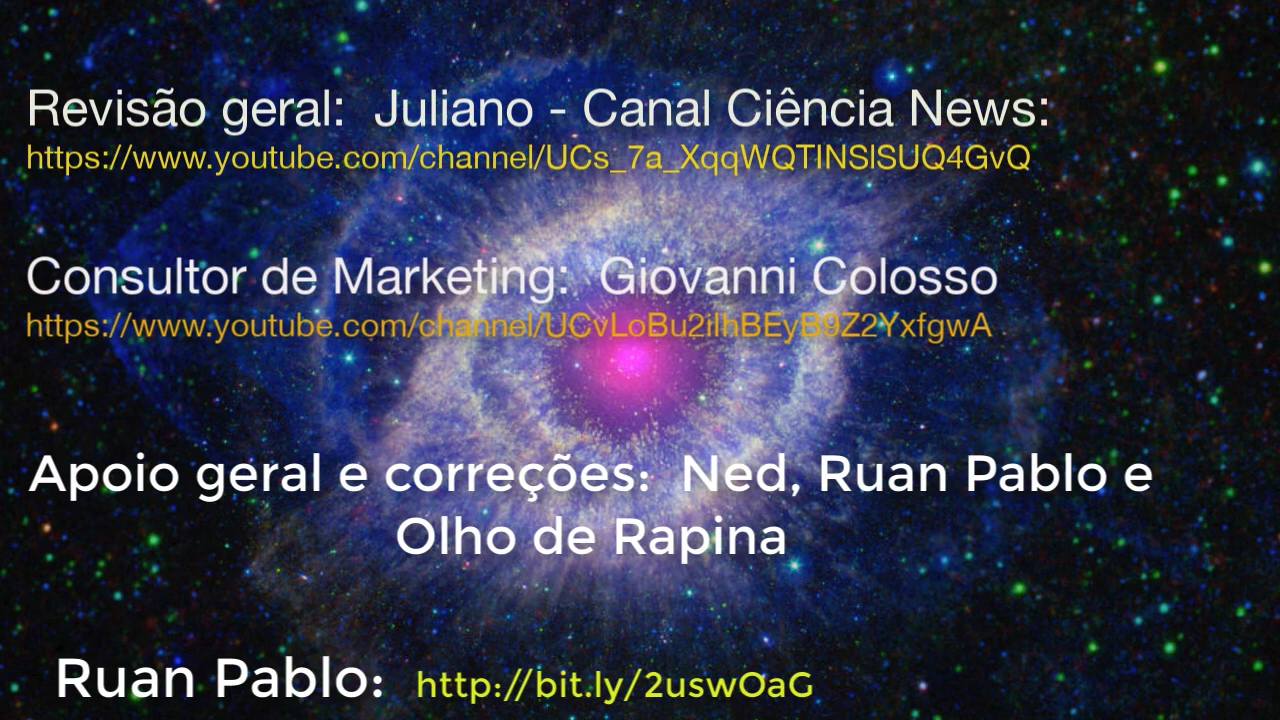 Revisão geral: Juliano - Canal Ciência News:
https://www.youtube.com/channel/UCs_7a_XqqWQTINSlSUQ4GvQ
Consultor de Marketing: Giovanni Colosso
https://www.youtube.com/channel/UCvLoBu2ilhBEyB9Z2YxfgwA
Apoio geral e correções: Ned, Ruan Pablo e
Olho de Rapina
Ruan Pablo: http://bit.ly/2uswOaG